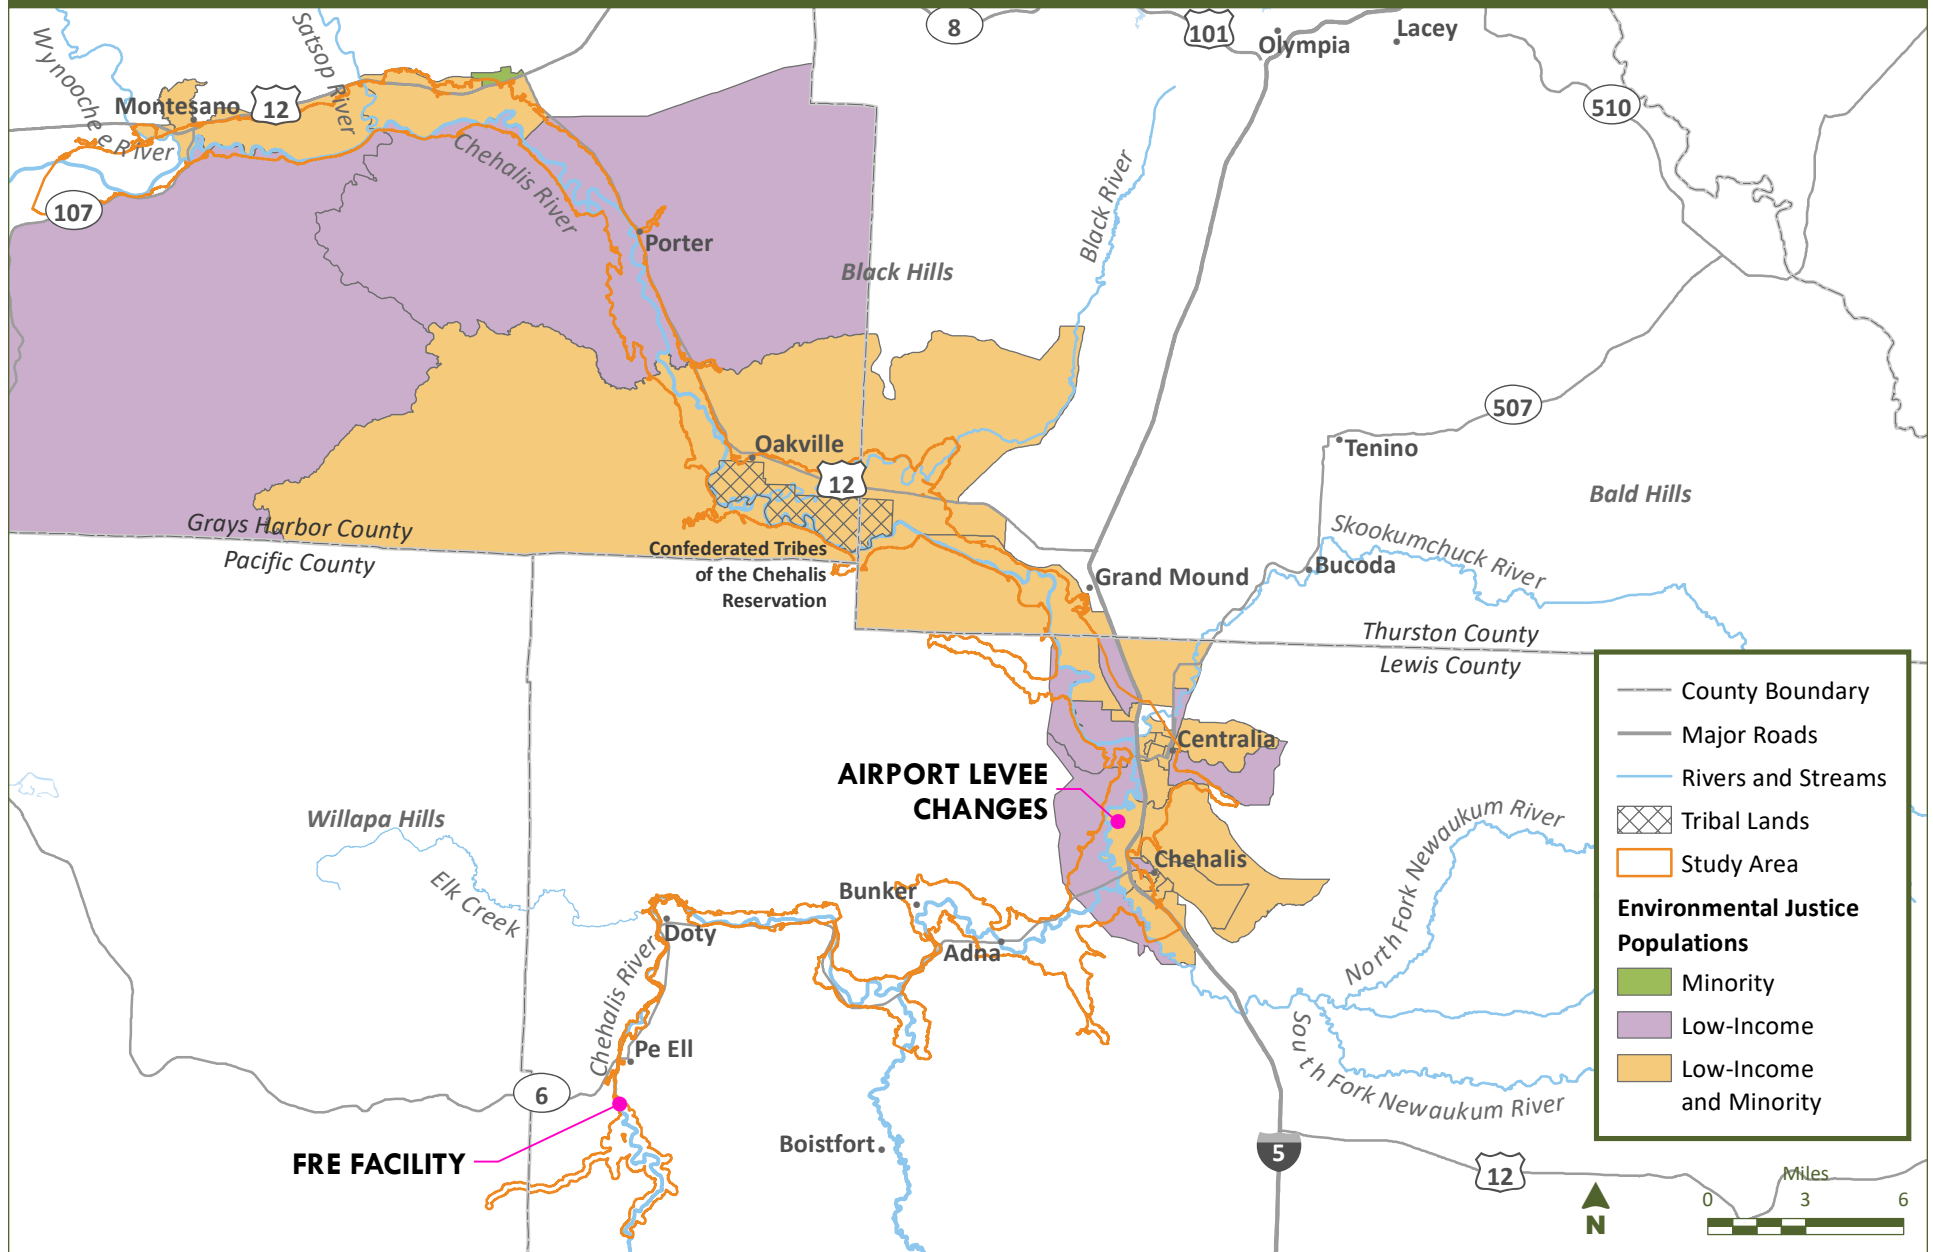 8
101
Olympia
Lacey
Wynoochee River
Satsop River
Montesano
12
510
107
Chehalis River
Black River
Porter
Black Hills
507
Oakville
12
Tenino
Bald Hills
Grays Harbor County
Pacific County
Confederated Tribes
of the Chehalis
Reservation
Skookumchuck River
Bucoda
Grand Mound
Thurston County
Lewis County
Centralia
AIRPORT LEVEE
CHANGES
Willapa Hills
Elk Creek
Bunker
Chehalis
North Fork Newaukum River
Doty
Adna
Chehalis River
Pe Ell
6
South Fork Newaukum River
FRE FACILITY
Boistfort
5
12
County Boundary
Major Roads
Rivers and Streams
Tribal Lands
Study Area
Environmental Justice
Populations
Minority
Low-Income
Low-Income
and Minority
N
Miles
0 3 6